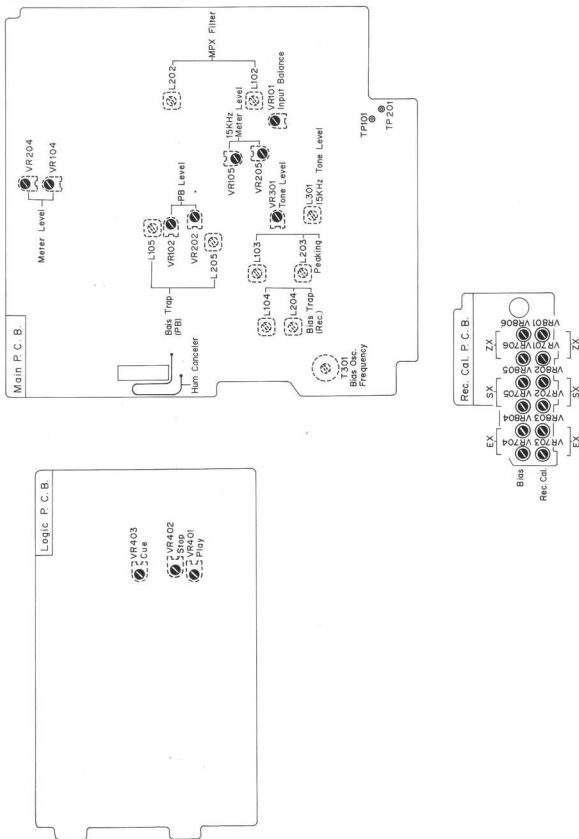 Main P. C. B.
VR204
VR104
Meter Level
L202
L102
MPX Filter
VR101
Input Balance
15KHz
Meter Level
VR105
VR205
PB Level
L105
VR102
VR202
L205
Bais Trap
(PB)
VR301
Tone Level
L301
15KHz Tone Level
L103
L203
Peaking
L104
L204
Bias Trap
(Rec.)
TP101
TP201
Hum Canceler
T301
Bias Osc.
Frequency
Logic P. C. B.
VR403
Cue
VR402
Stop
VR401
Play
Rec. Cal. P. C. B.
EX
SX
ZX
Bias
VR704
VR804
VR705
VR805
VR706
VR806
Rec. Cal.
VR703
VR803
VR702
VR802
VR701
VR801
EX
SX
ZX